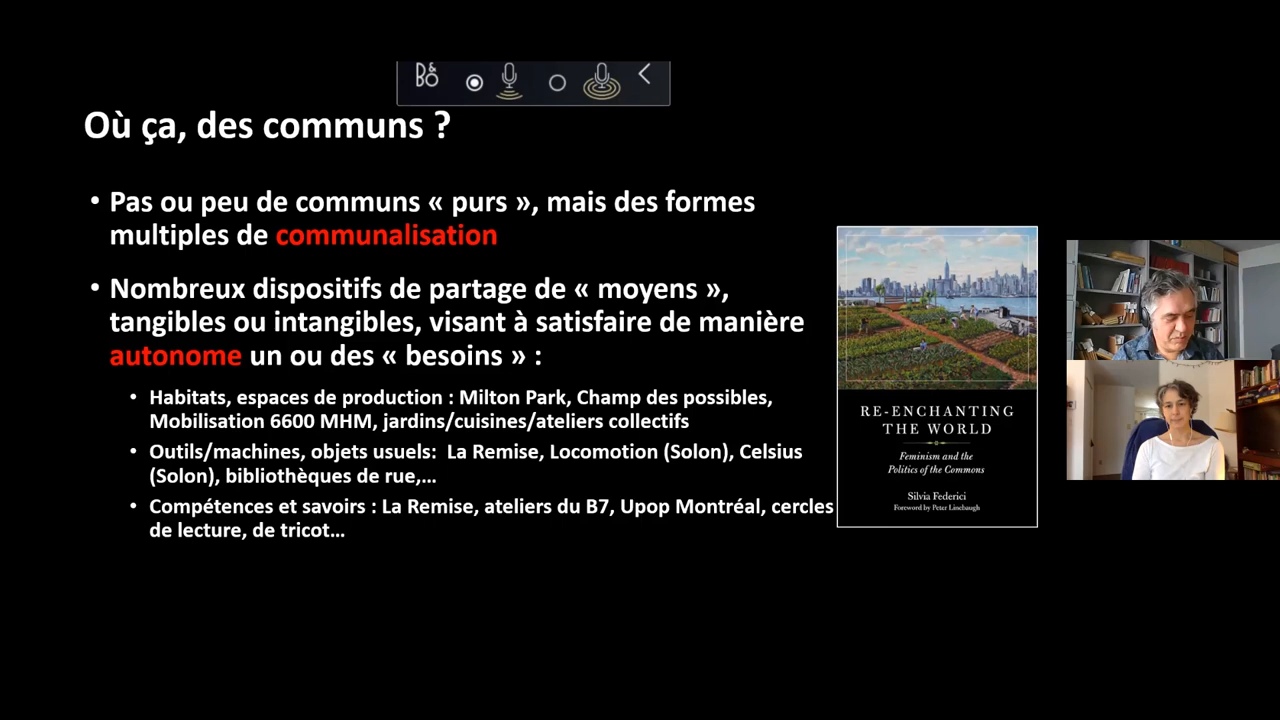 B&O
Où ça, des communs ?
• Pas ou peu de communs « purs », mais des formes
multiples de communalisation
• Nombreux dispositifs de partage de « moyens »,
tangibles ou intangibles, visant à satisfaire de manière
autonome un ou des « besoins » :
• Habitats, espaces de production : Milton Park, Champ des possibles,
Mobilisation 6600 MHM, jardins/cuisines/ateliers collectifs
• Outils/machines, objets usuels: La Remise, Locomotion (Solon), Celsius
(Solon), bibliothèques de rue,...
• Compétences et savoirs : La Remise, ateliers du B7, Upop Montréal, cercles
de lecture, de tricot...
RE-ENCHANTING
THE WORLD
Feminism and the
Politics of the Commons
Silvia Federici
Foreword by Peter Linebaugh